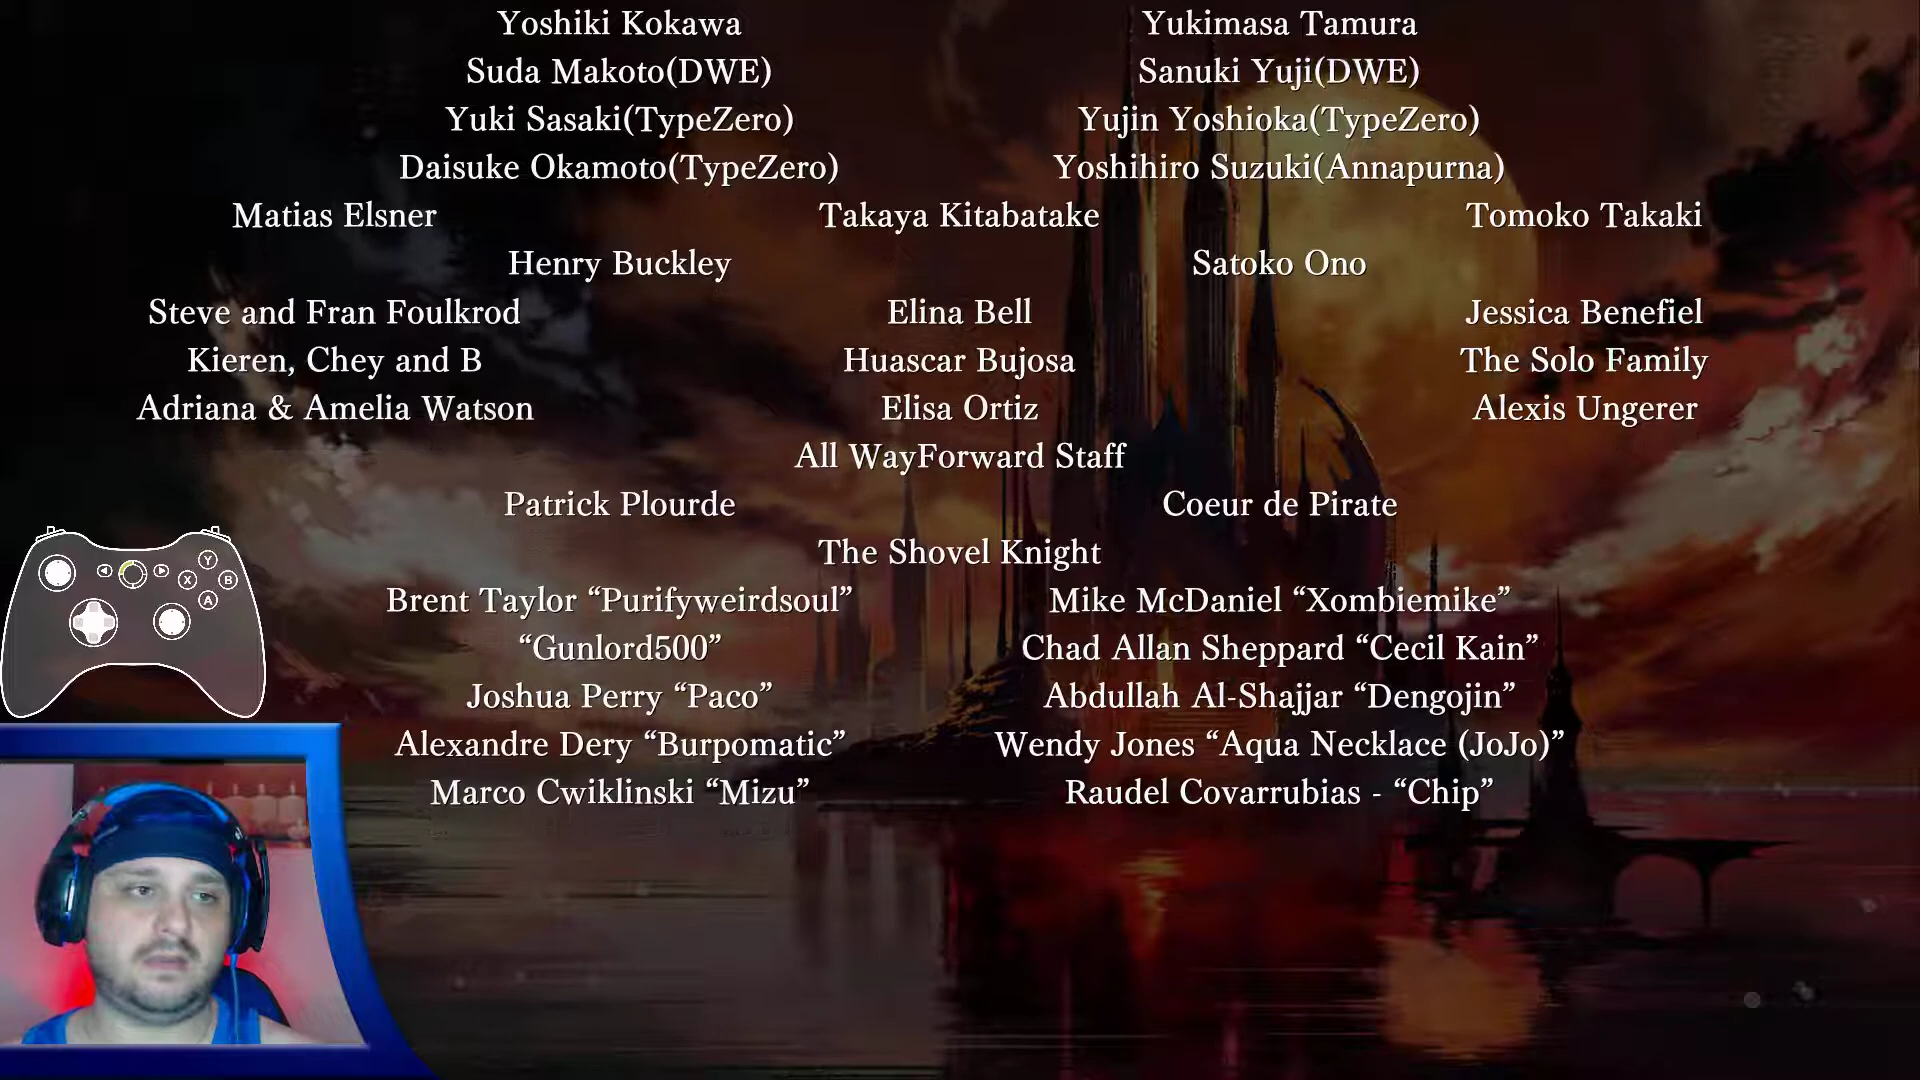 Yoshiki Kokawa Yukimasa Tamura
Suda Makoto(DWE) Sanuki Yuji(DWE)
Yuki Sasaki(TypeZero) Yujin Yoshioka(TypeZero)
Daisuke Okamoto(TypeZero) Yoshihiro Suzuki(Annapurna)
Matias Elsner Takaya Kitabatake Tomoko Takaki
Henry Buckley Satoko Ono
Steve and Fran Foulkrod Elina Bell Jessica Benefiel
Kieren, Chey and B Huascar Bujosa The Solo Family
Adriana & Amelia Watson Elisa Ortiz Alexis Ungerer
All WayForward Staff
Patrick Plourde Coeur de Pirate
The Shovel Knight
Brent Taylor “Purifyweirdsoul” Mike McDaniel “Xombiemike”
“Gunlord500” Chad Allan Sheppard “Cecil Kain”
Joshua Perry “Paco” Abdullah Al-Shajjar “Dengojin”
Alexandre Dery “Burpomatic” Wendy Jones “Aqua Necklace (JoJo)”
Marco Cwiklinski “Mizu” Raudel Covarrubias - “Chip”
Y
X B
A